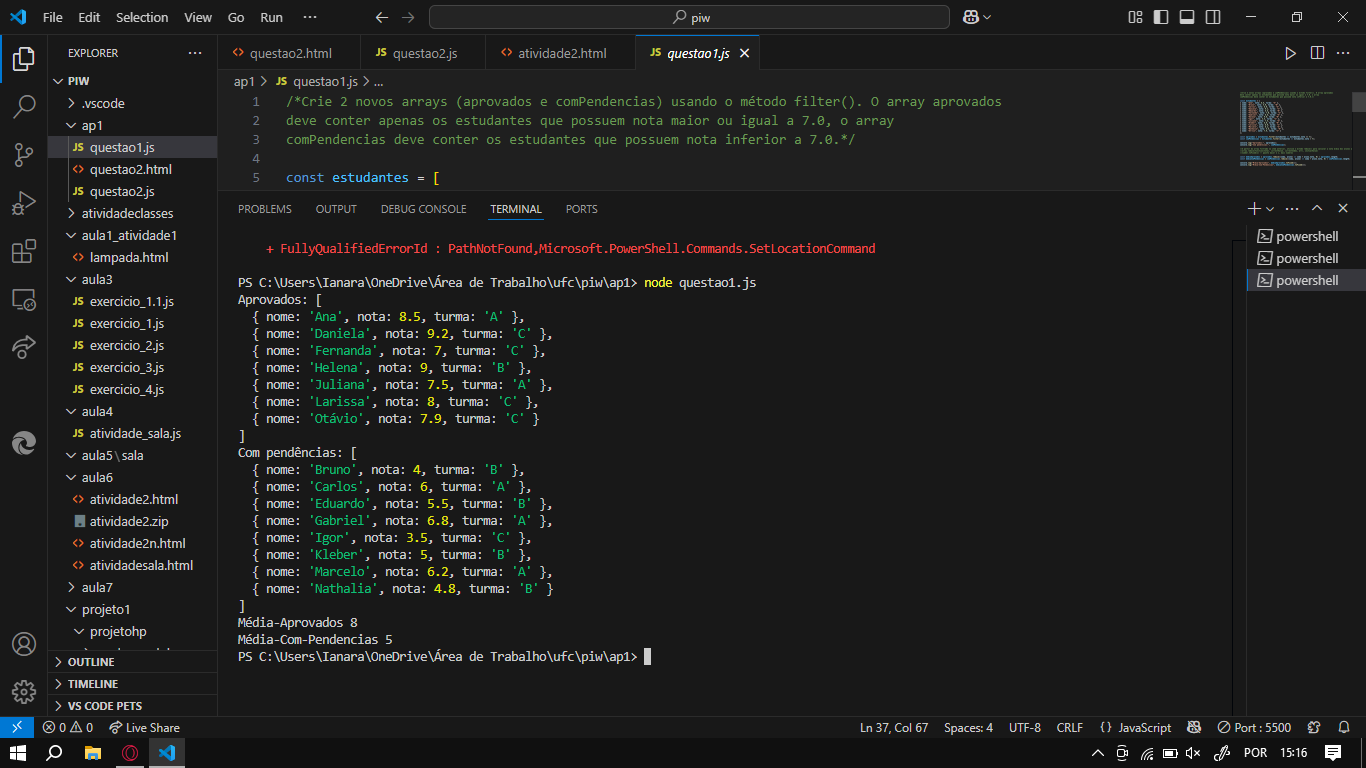 File Edit Selection View Go Run ··· piw
EXPLORER ···
questao2.html JS questao2.js atividade2.html JS questao1.js
PIW
.vscode
ap1
JS questao1.js
questao2.html
JS questao2.js
atividadeclasses
aula1_atividade1
lampada.html
aula3
JS exercicio_1.1.js
JS exercicio_1.js
JS exercicio_2.js
JS exercicio_3.js
JS exercicio_4.js
aula4
JS atividade_sala.js
aula5\sala
aula6
atividade2.html
atividade2.zip
atividade2n.html
atividadesala.html
aula7
projeto1
projetohp
OUTLINE
TIMELINE
VS CODE PETS
ap1 > JS questao1.js > ...
1 /*Crie 2 novos arrays (aprovados e comPendencias) usando o método filter(). O array aprovados
2 deve conter apenas os estudantes que possuem nota maior ou igual a 7.0, o array
3 comPendencias deve conter os estudantes que possuem nota inferior a 7.0.*/
4
5 const estudantes = [
PROBLEMS OUTPUT DEBUG CONSOLE TERMINAL PORTS
powershell
powershell
powershell
+ FullyQualifiedErrorId : PathNotFound,Microsoft.PowerShell.Commands.SetLocationCommand
PS C:\Users\Ianara\OneDrive\Área de Trabalho\ufc\piw\ap1> node questao1.js
Aprovados: [
{ nome: 'Ana', nota: 8.5, turma: 'A' },
{ nome: 'Daniela', nota: 9.2, turma: 'C' },
{ nome: 'Fernanda', nota: 7, turma: 'C' },
{ nome: 'Helena', nota: 9, turma: 'B' },
{ nome: 'Juliana', nota: 7.5, turma: 'A' },
{ nome: 'Larissa', nota: 8, turma: 'C' },
{ nome: 'Otávio', nota: 7.9, turma: 'C' }
]
Com pendências: [
{ nome: 'Bruno', nota: 4, turma: 'B' },
{ nome: 'Carlos', nota: 6, turma: 'A' },
{ nome: 'Eduardo', nota: 5.5, turma: 'B' },
{ nome: 'Gabriel', nota: 6.8, turma: 'A' },
{ nome: 'Igor', nota: 3.5, turma: 'C' },
{ nome: 'Kleber', nota: 5, turma: 'B' },
{ nome: 'Marcelo', nota: 6.2, turma: 'A' },
{ nome: 'Nathalia', nota: 4.8, turma: 'B' }
]
Média-Aprovados 8
Média-Com-Pendencias 5
PS C:\Users\Ianara\OneDrive\Área de Trabalho\ufc\piw\ap1>
0 0 Live Share Ln 37, Col 67 Spaces: 4 UTF-8 CRLF {} JavaScript Port : 5500
POR 15:16